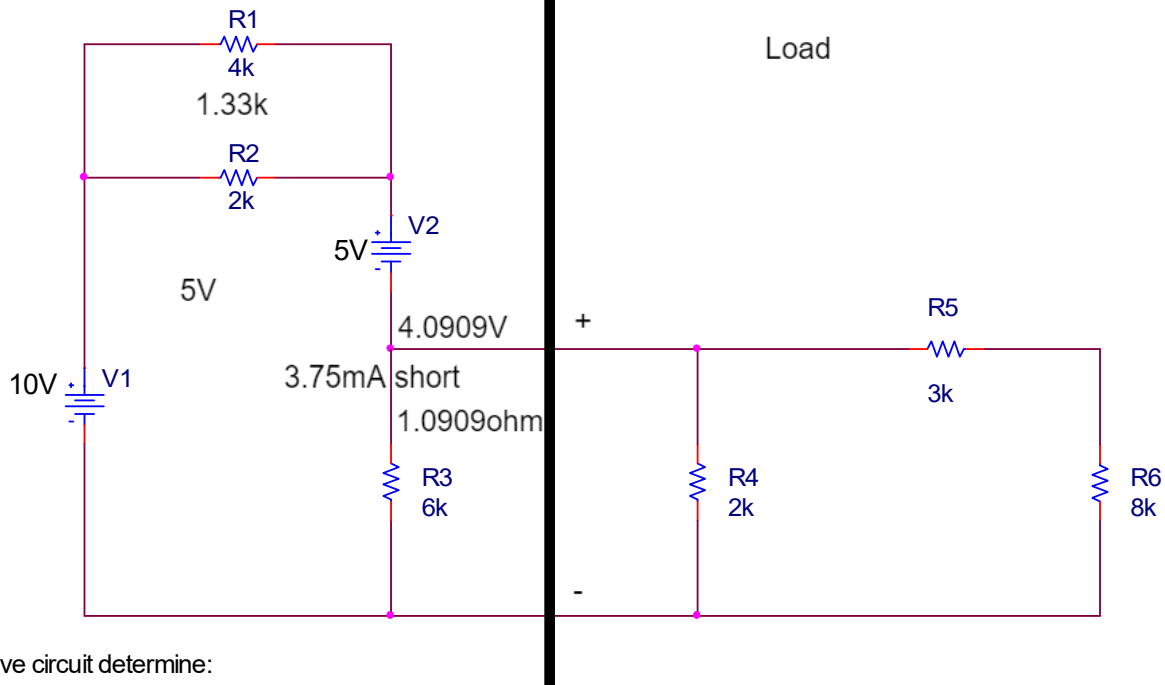 R1
Load
4k
1.33k
R2
2k
V2
5V
5V
R5
4.0909V
+
10V
V1
3.75mA short
3k
1.0909ohm
R3
6k
R4
2k
R6
8k
-
ve circuit determine: